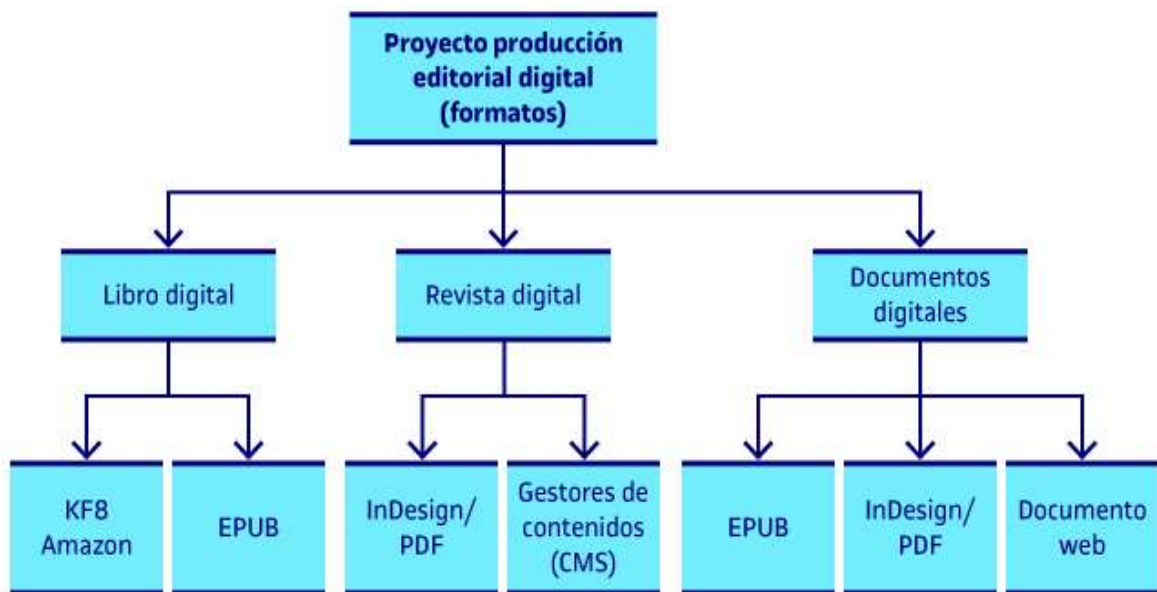 Proyecto producción
editorial digital
(formatos)
Libro digital
Revista digital
Documentos
digitales
KF8
Amazon
EPUB
InDesign/
PDF
Gestores de
contenidos
(CMS)
EPUB
InDesign/
PDF
Documento
web